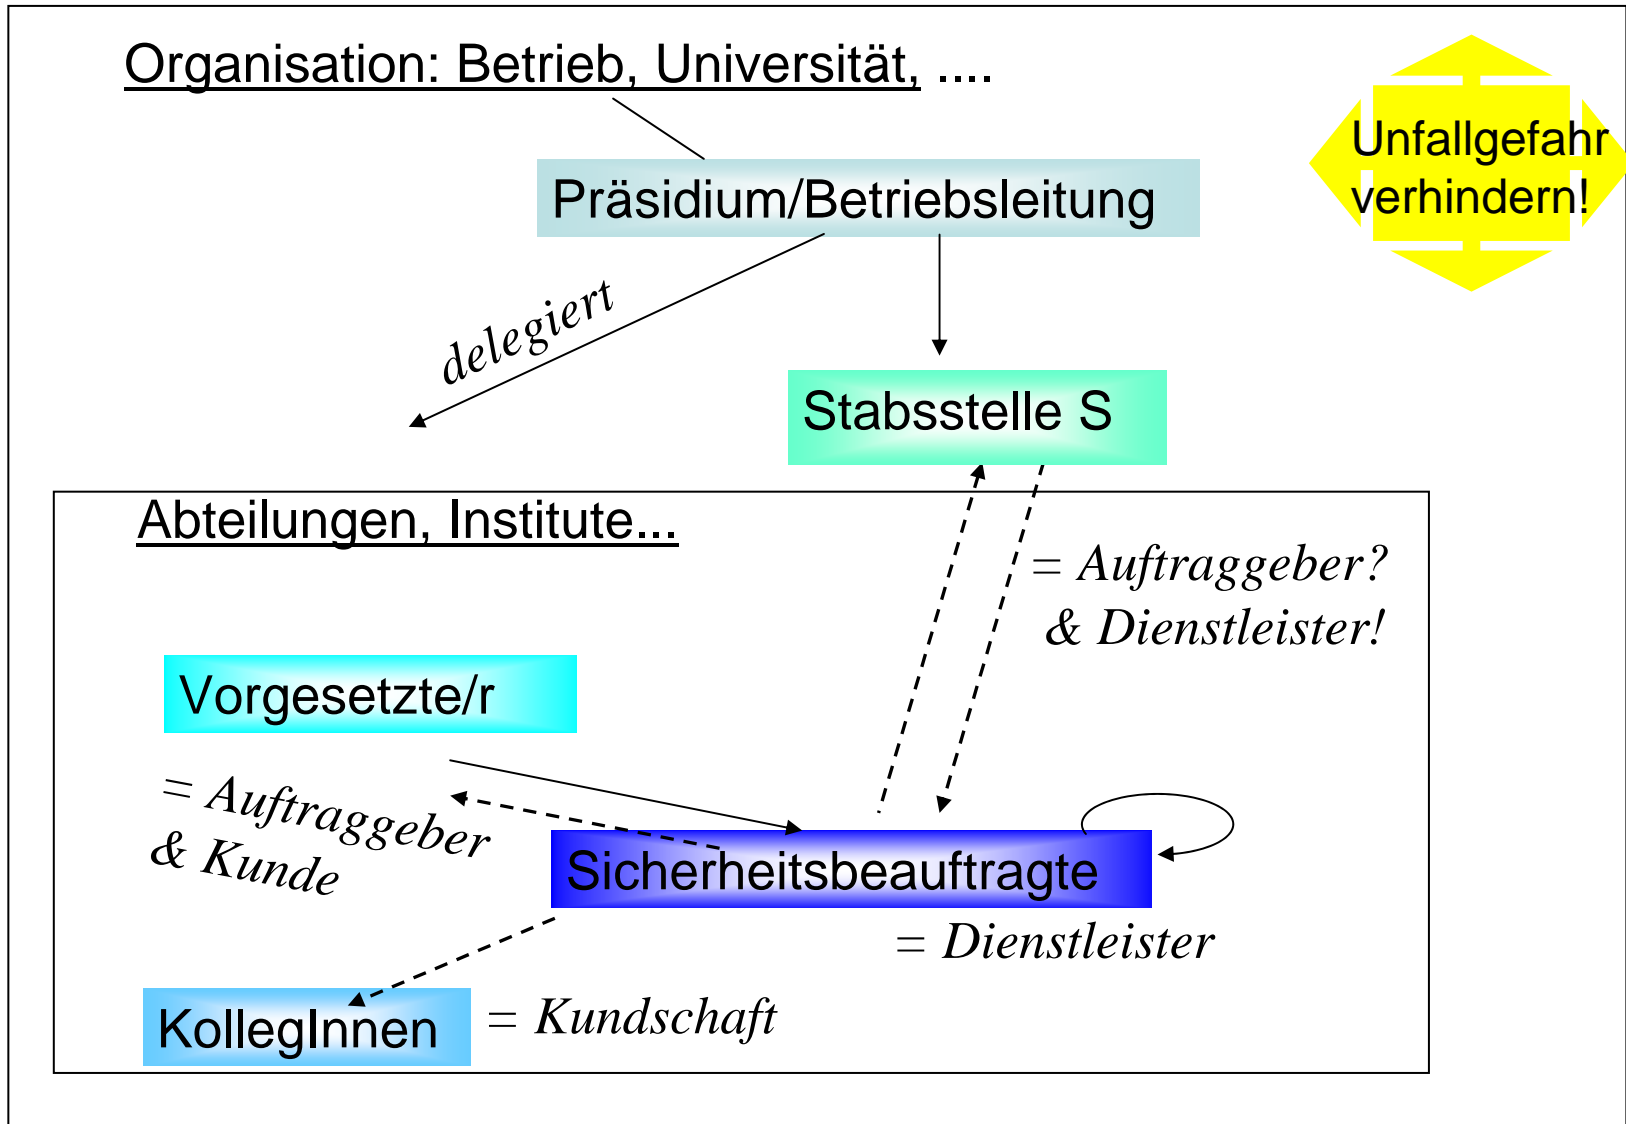 Organisation: Betrieb, Universität, ....
Unfallgefahr
verhindern!
Präsidium/Betriebsleitung
delegiert
Stabsstelle S
Abteilungen, Institute...
= Auftraggeber?
& Dienstleister!
Vorgesetzte/r
= Auftraggeber
& Kunde
Sicherheitsbeauftragte
= Dienstleister
KollegInnen
= Kundschaft